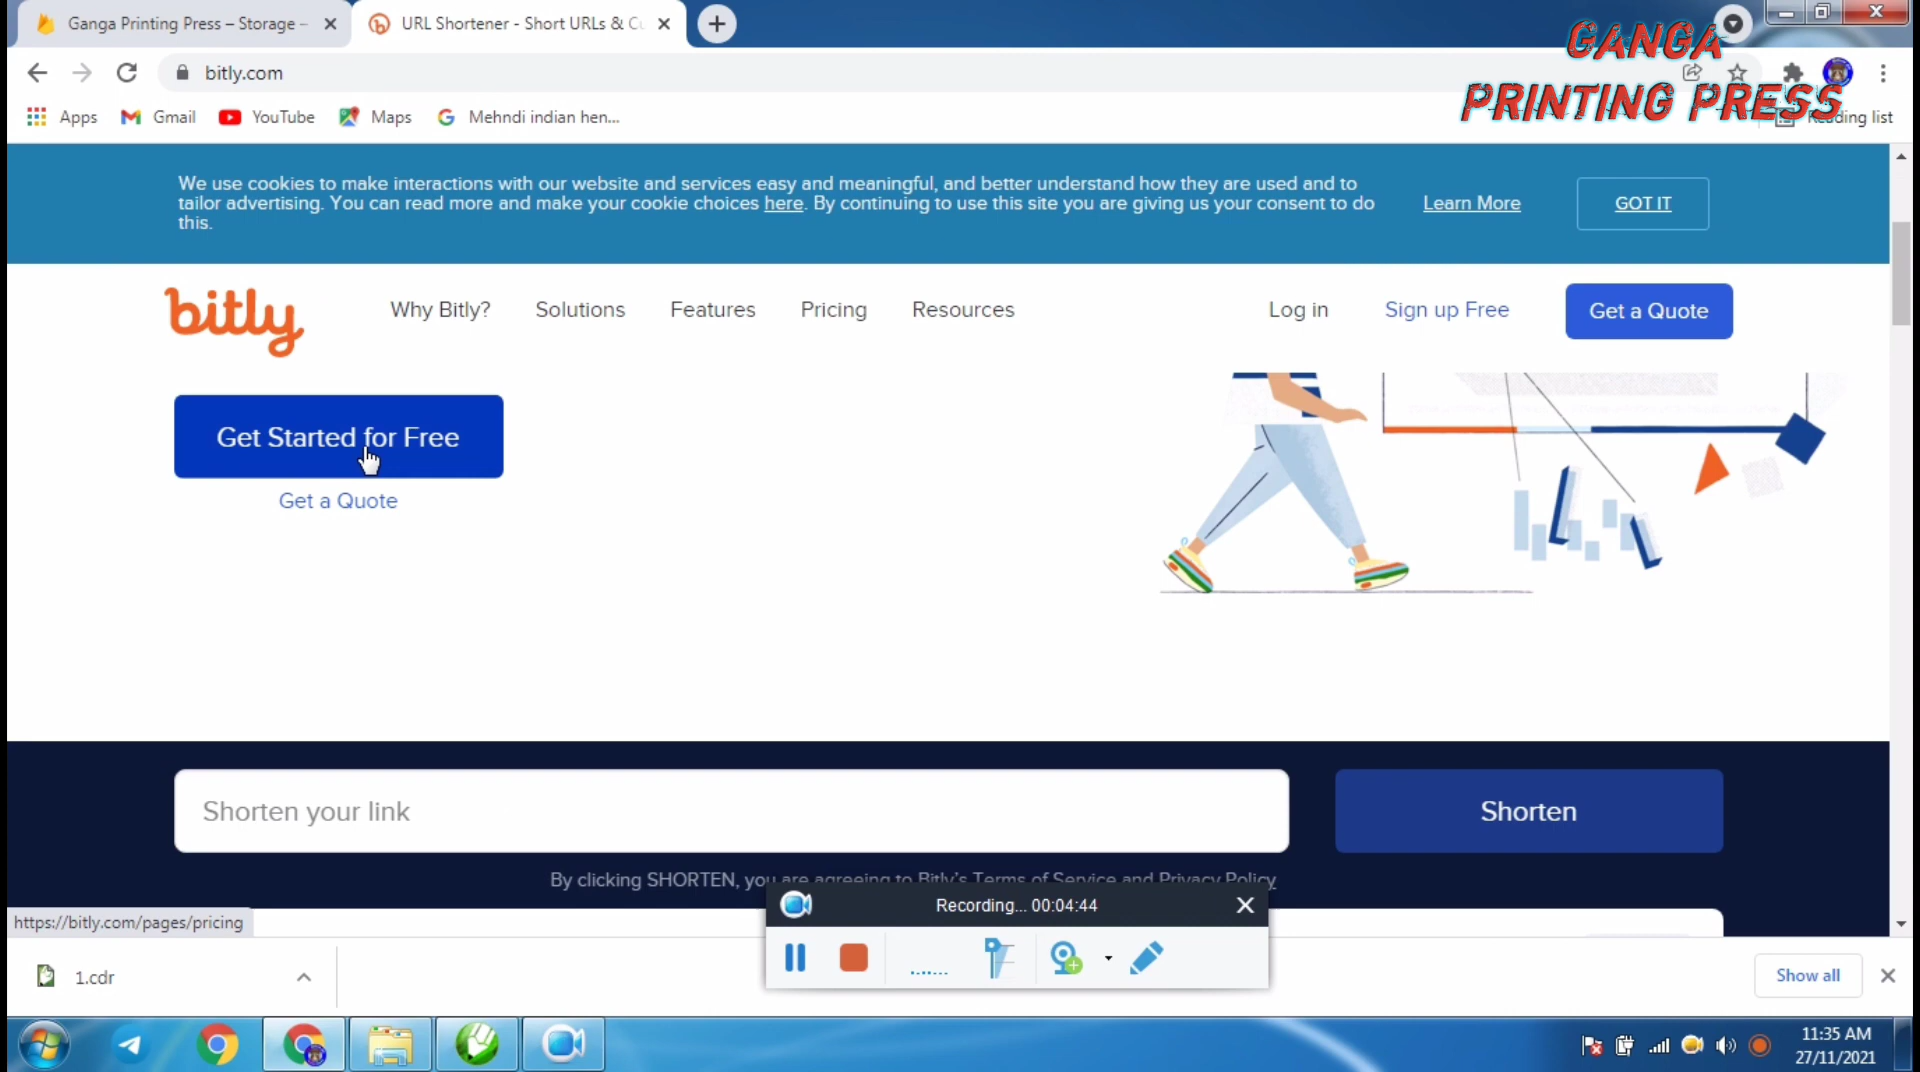 Ganga Printing Press – Storage –
URL Shortener - Short URLs & Cu
GANGA
PRINTING PRESS
bitly.com
Apps
Gmail
YouTube
Maps
Mehndi indian hen...
Reading list
We use cookies to make interactions with our website and services easy and meaningful, and better understand how they are used and to
tailor advertising. You can read more and make your cookie choices here. By continuing to use this site you are giving us your consent to do
this.
Learn More
GOT IT
bitly
Why Bitly?
Solutions
Features
Pricing
Resources
Log in
Sign up Free
Get a Quote
Get Started for Free
Get a Quote
Shorten your link
Shorten
By clicking SHORTEN, you are agreeing to Bitly's Terms of Service and Privacy Policy
Recording... 00:04:44
https://bitly.com/pages/pricing
1.cdr
Show all
11:35 AM
27/11/2021